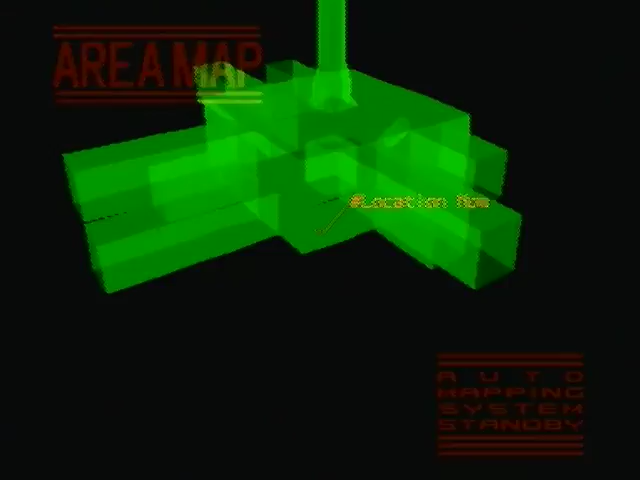 AREA MAP
#Location Now
AUTO
MAPPING
SYSTEM
STANDBY